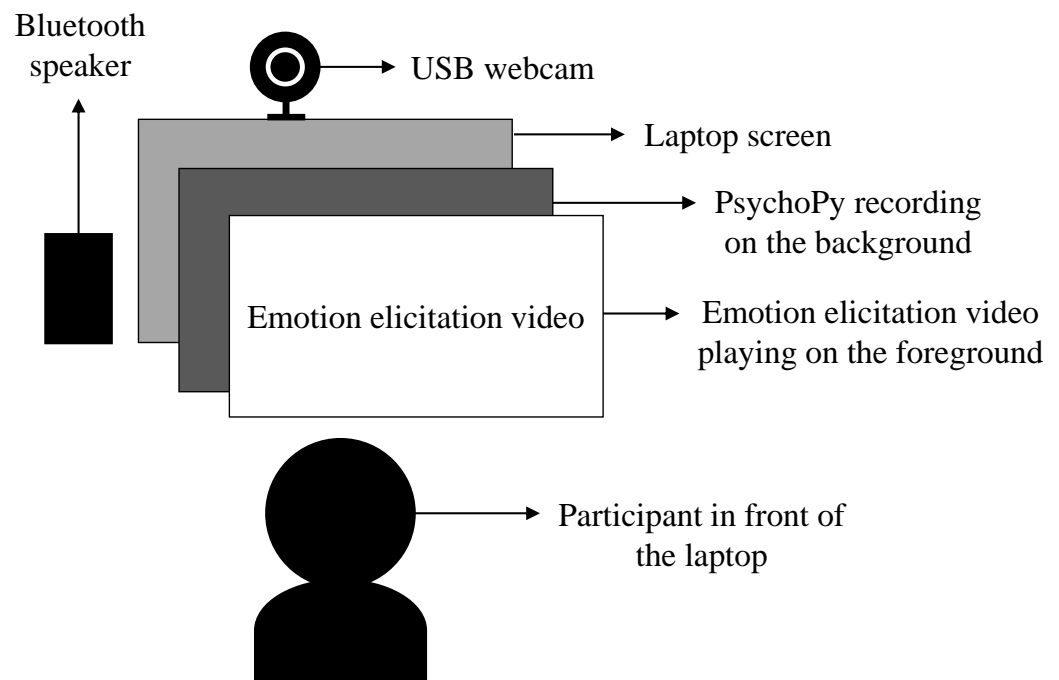 Bluetooth
speaker
USB webcam
Laptop screen
PsychoPy recording
on the background
Emotion elicitation video
Emotion elicitation video
playing on the foreground
Participant in front of
the laptop